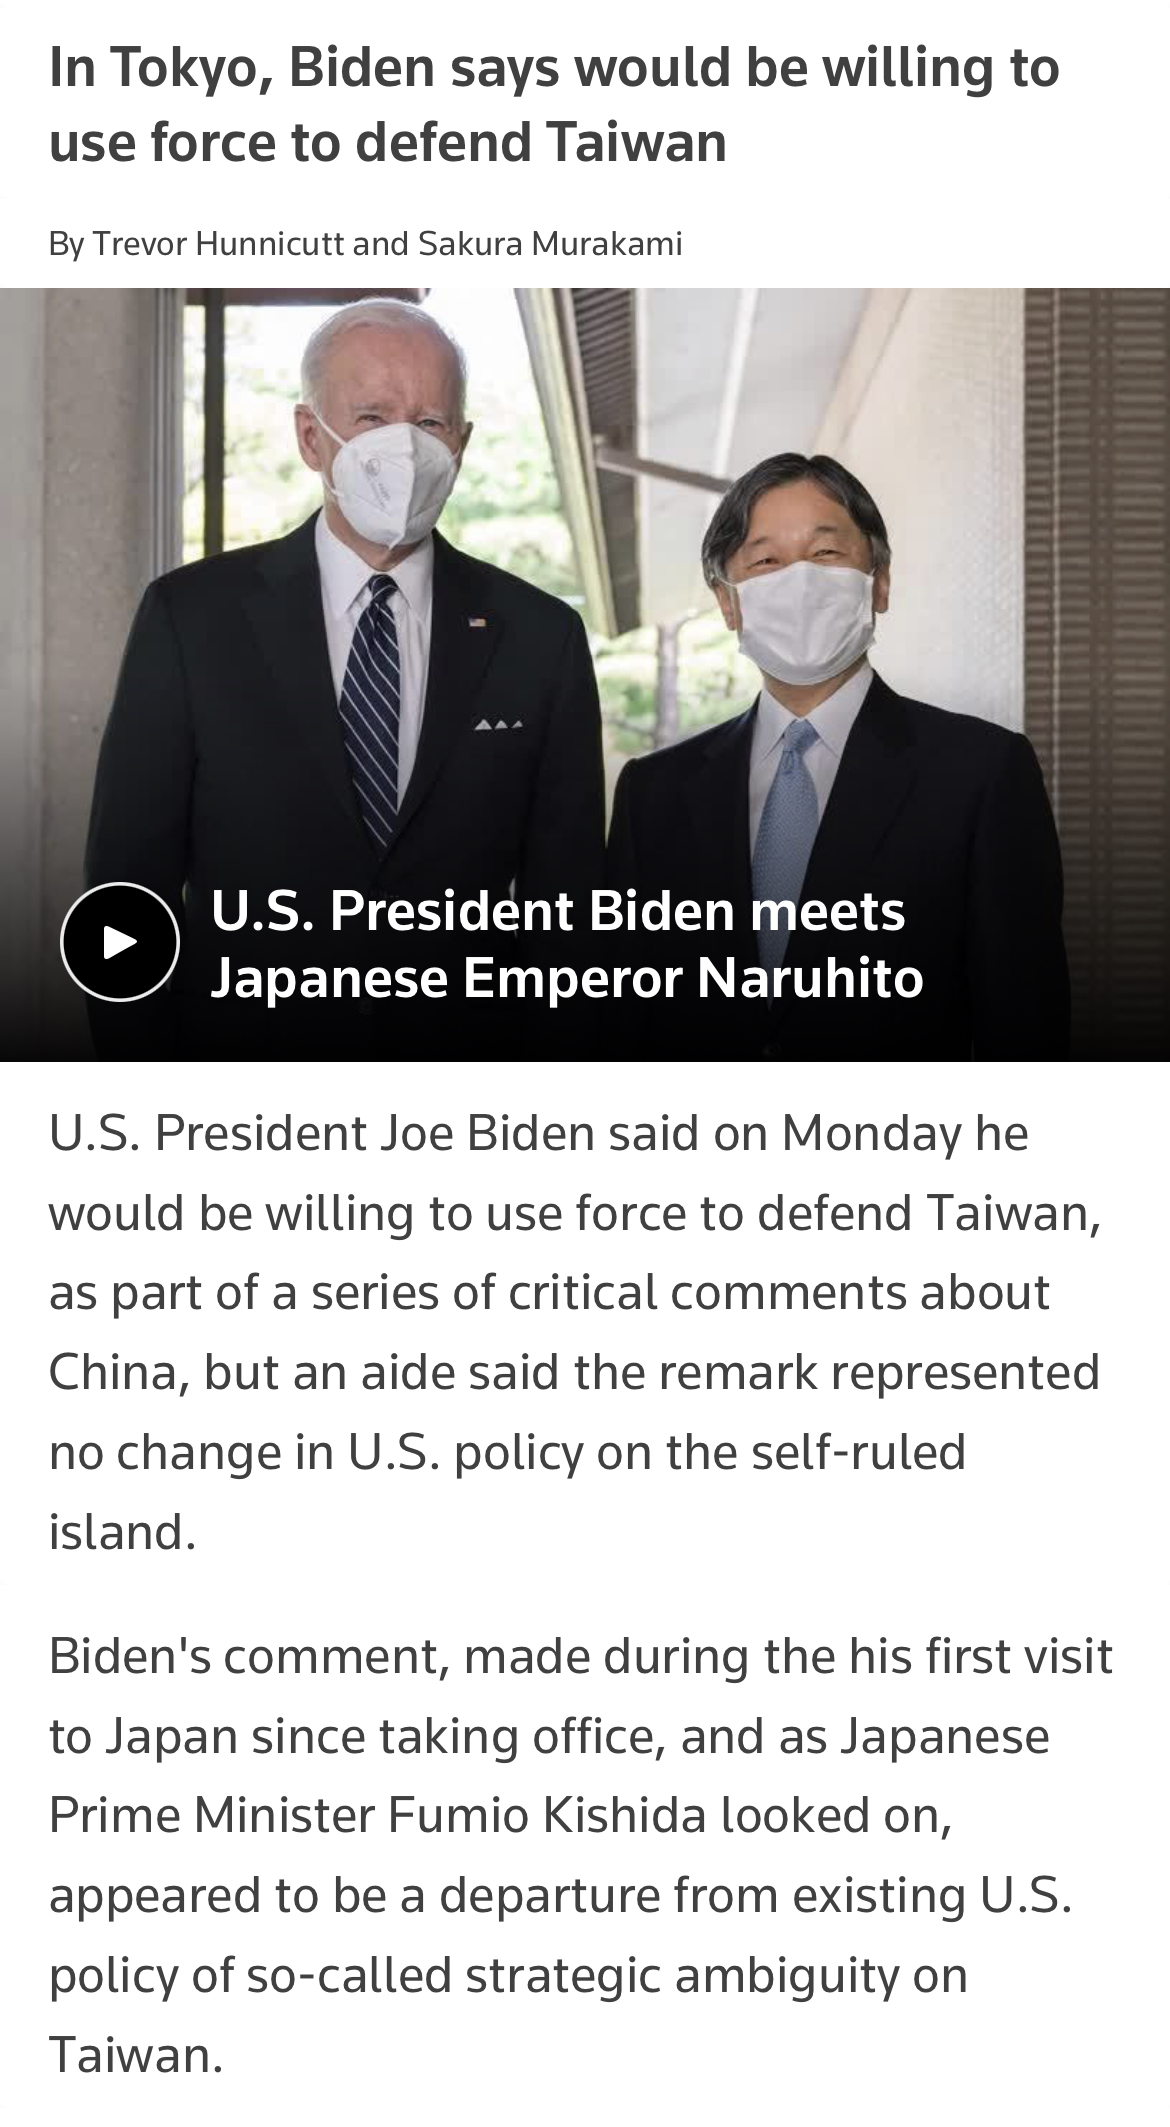 In Tokyo, Biden says would be willing to
use force to defend Taiwan
By Trevor Hunnicutt and Sakura Murakami
U.S. President Biden meets
Japanese Emperor Naruhito
U.S. President Joe Biden said on Monday he
would be willing to use force to defend Taiwan,
as part of a series of critical comments about
China, but an aide said the remark represented
no change in U.S. policy on the self-ruled
island.
Biden's comment, made during the his first visit
to Japan since taking office, and as Japanese
Prime Minister Fumio Kishida looked on,
appeared to be a departure from existing U.S.
policy of so-called strategic ambiguity on
Taiwan.